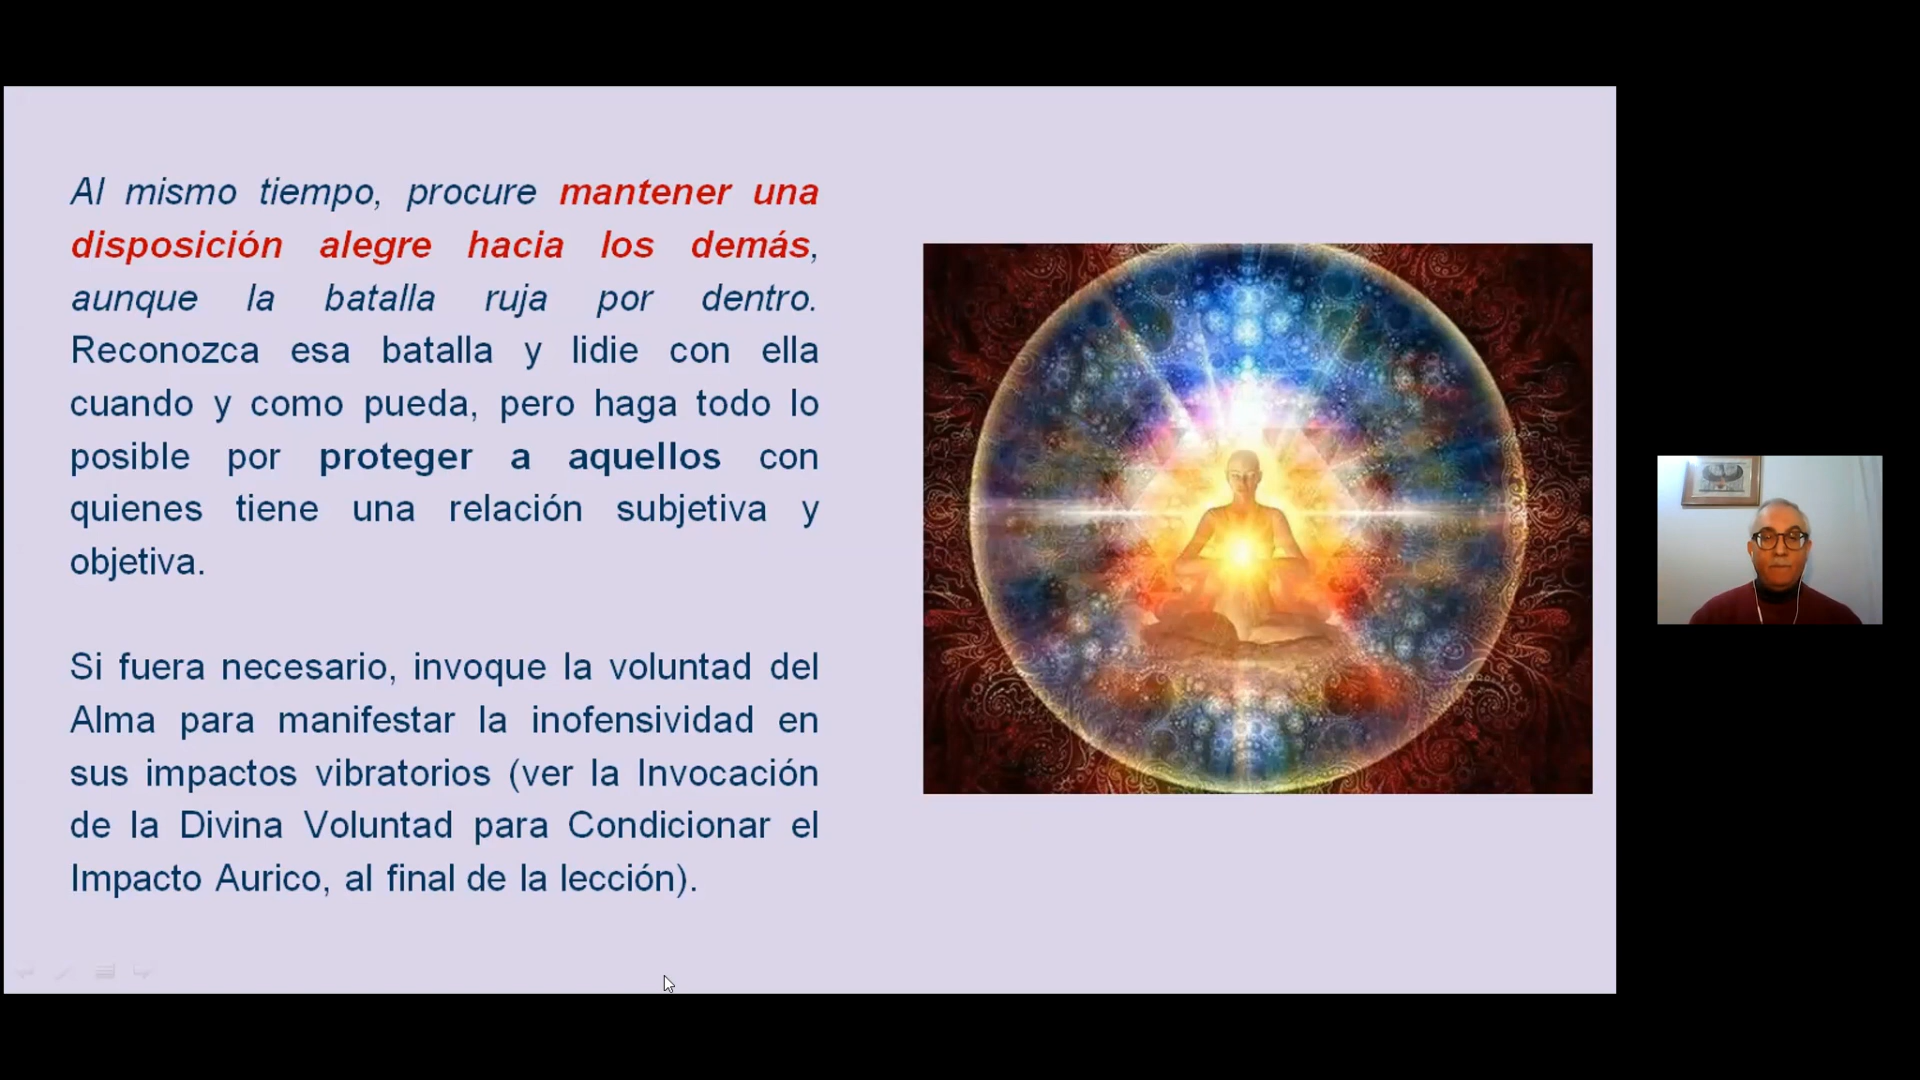 Al mismo tiempo, procure mantener una
disposición alegre hacia los demás,
aunque la batalla ruja por dentro.
Reconozca esa batalla y lidie con ella
cuando y como pueda, pero haga todo lo
posible por proteger a aquellos con
quienes tiene una relación subjetiva y
objetiva.
Si fuera necesario, invoque la voluntad del
Alma para manifestar la inofensividad en
sus impactos vibratorios (ver la Invocación
de la Divina Voluntad para Condicionar el
Impacto Aurico, al final de la lección).